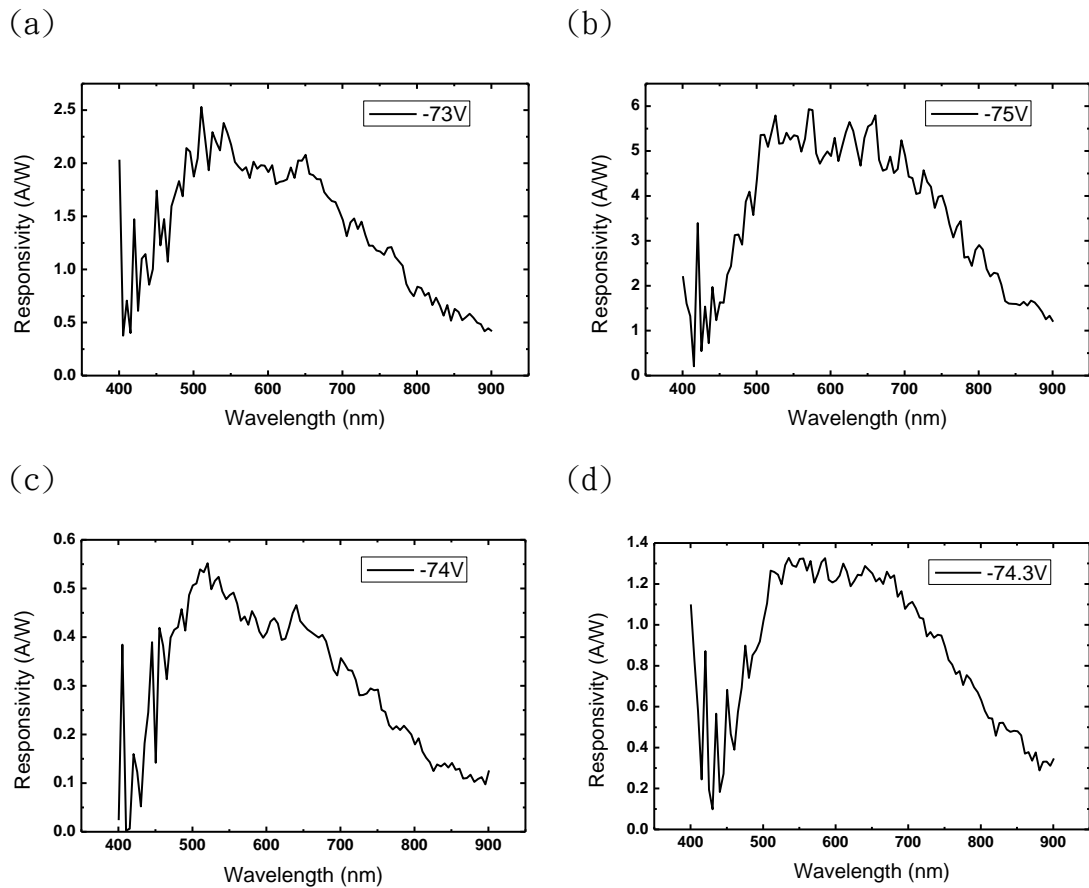 (a)
2.5
2.0
1.5
1.0
0.5
0.0
400 500 600 700 800 900
Responsivity (A/W)
Wavelength (nm)
-73V
(b)
6
5
4
3
2
1
0
400 500 600 700 800 900
Responsivity (A/W)
Wavelength (nm)
-75V
(c)
0.6
0.5
0.4
0.3
0.2
0.1
0.0
400 500 600 700 800 900
Responsivity (A/W)
Wavelength (nm)
-74V
(d)
1.4
1.2
1.0
0.8
0.6
0.4
0.2
0.0
400 500 600 700 800 900
Responsivity (A/W)
Wavelength (nm)
-74.3V